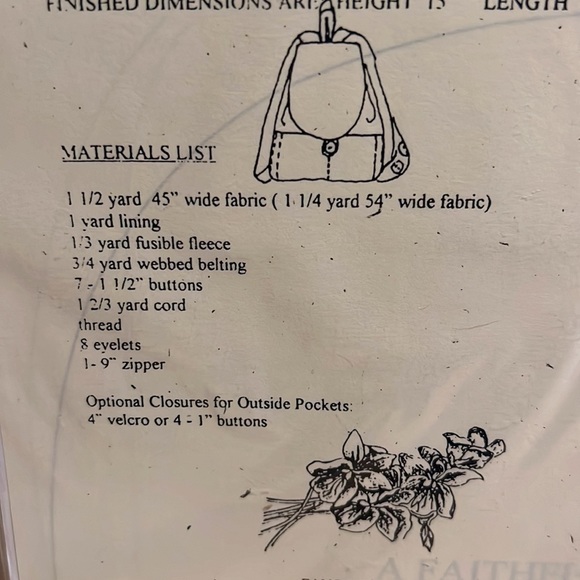 FINISHED DIMENSIONS ARE: HEIGHT 15" LENGTH
MATERIALS LIST
1 1/2 yard 45" wide fabric ( 1 1/4 yard 54" wide fabric)
1 yard lining
1/3 yard fusible fleece
3/4 yard webbed belting
7 - 1 1/2" buttons
1 2/3 yard cord
thread
8 eyelets
1- 9" zipper
Optional Closures for Outside Pockets:
4" velcro or 4 - 1" buttons
A FAITHF